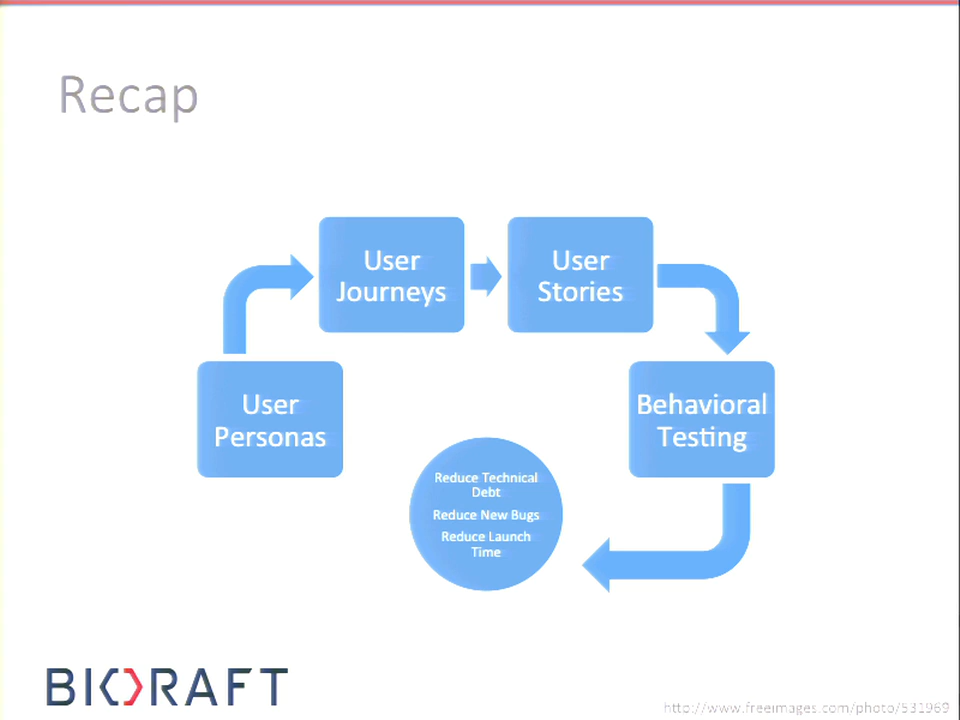 Recap
User
Journeys
User
Stories
User
Personas
Behavioral
Testing
Reduce Technical
Debt
Reduce New Bugs
Reduce Launch
Time
BIORAFT
http://www.freeimages.com/photo/531969